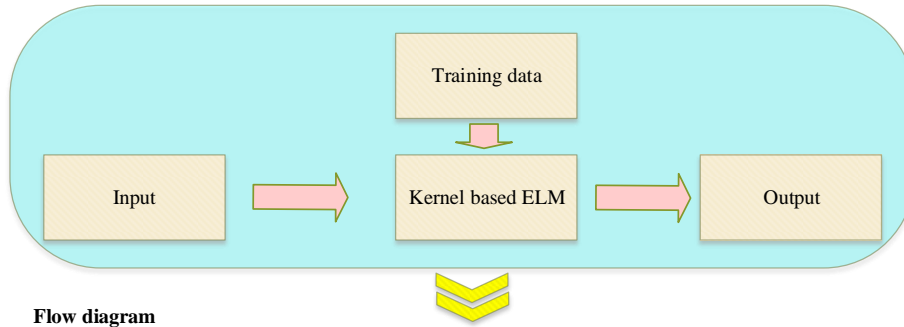 Training data
Input
Kernel based ELM
Output
Flow diagram